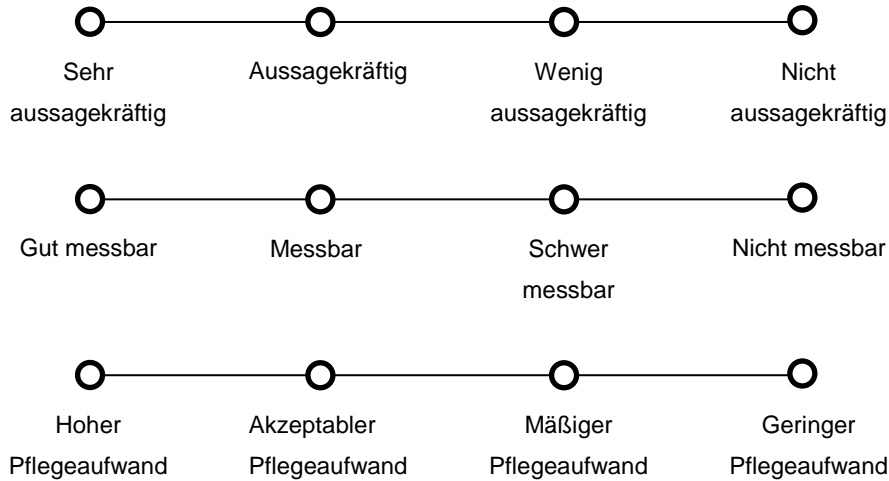 Sehr Aussagekräftig Wenig Nicht
aussagekräftig aussagekräftig aussagekräftig
Gut messbar Messbar Schwer Nicht messbar
messbar
Hoher Akzeptabler Mäßiger Geringer
Pflegeaufwand Pflegeaufwand Pflegeaufwand Pflegeaufwand